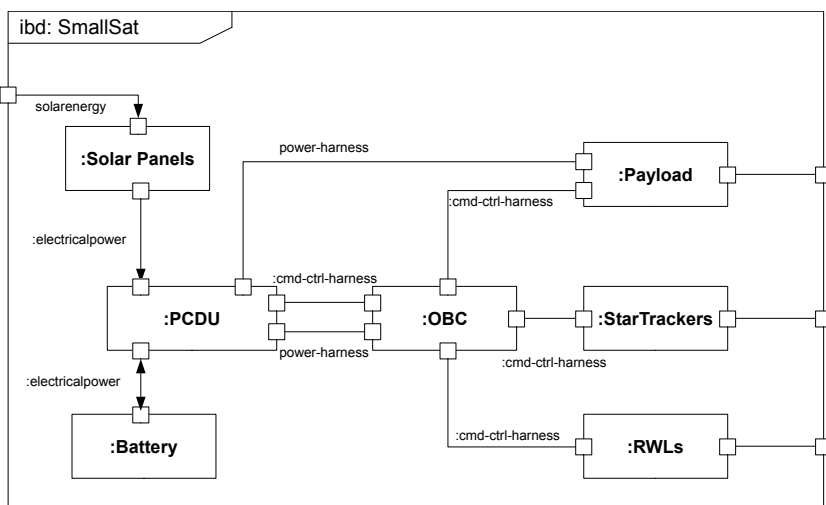 ibd: SmallSat
solarenergy
:Solar Panels
power-harness
:Payload
:cmd-ctrl-harness
:electricalpower
:cmd-ctrl-harness
:PCDU
:OBC
:StarTrackers
power-harness
:cmd-ctrl-harness
:electricalpower
:Battery
:cmd-ctrl-harness
:RWLs